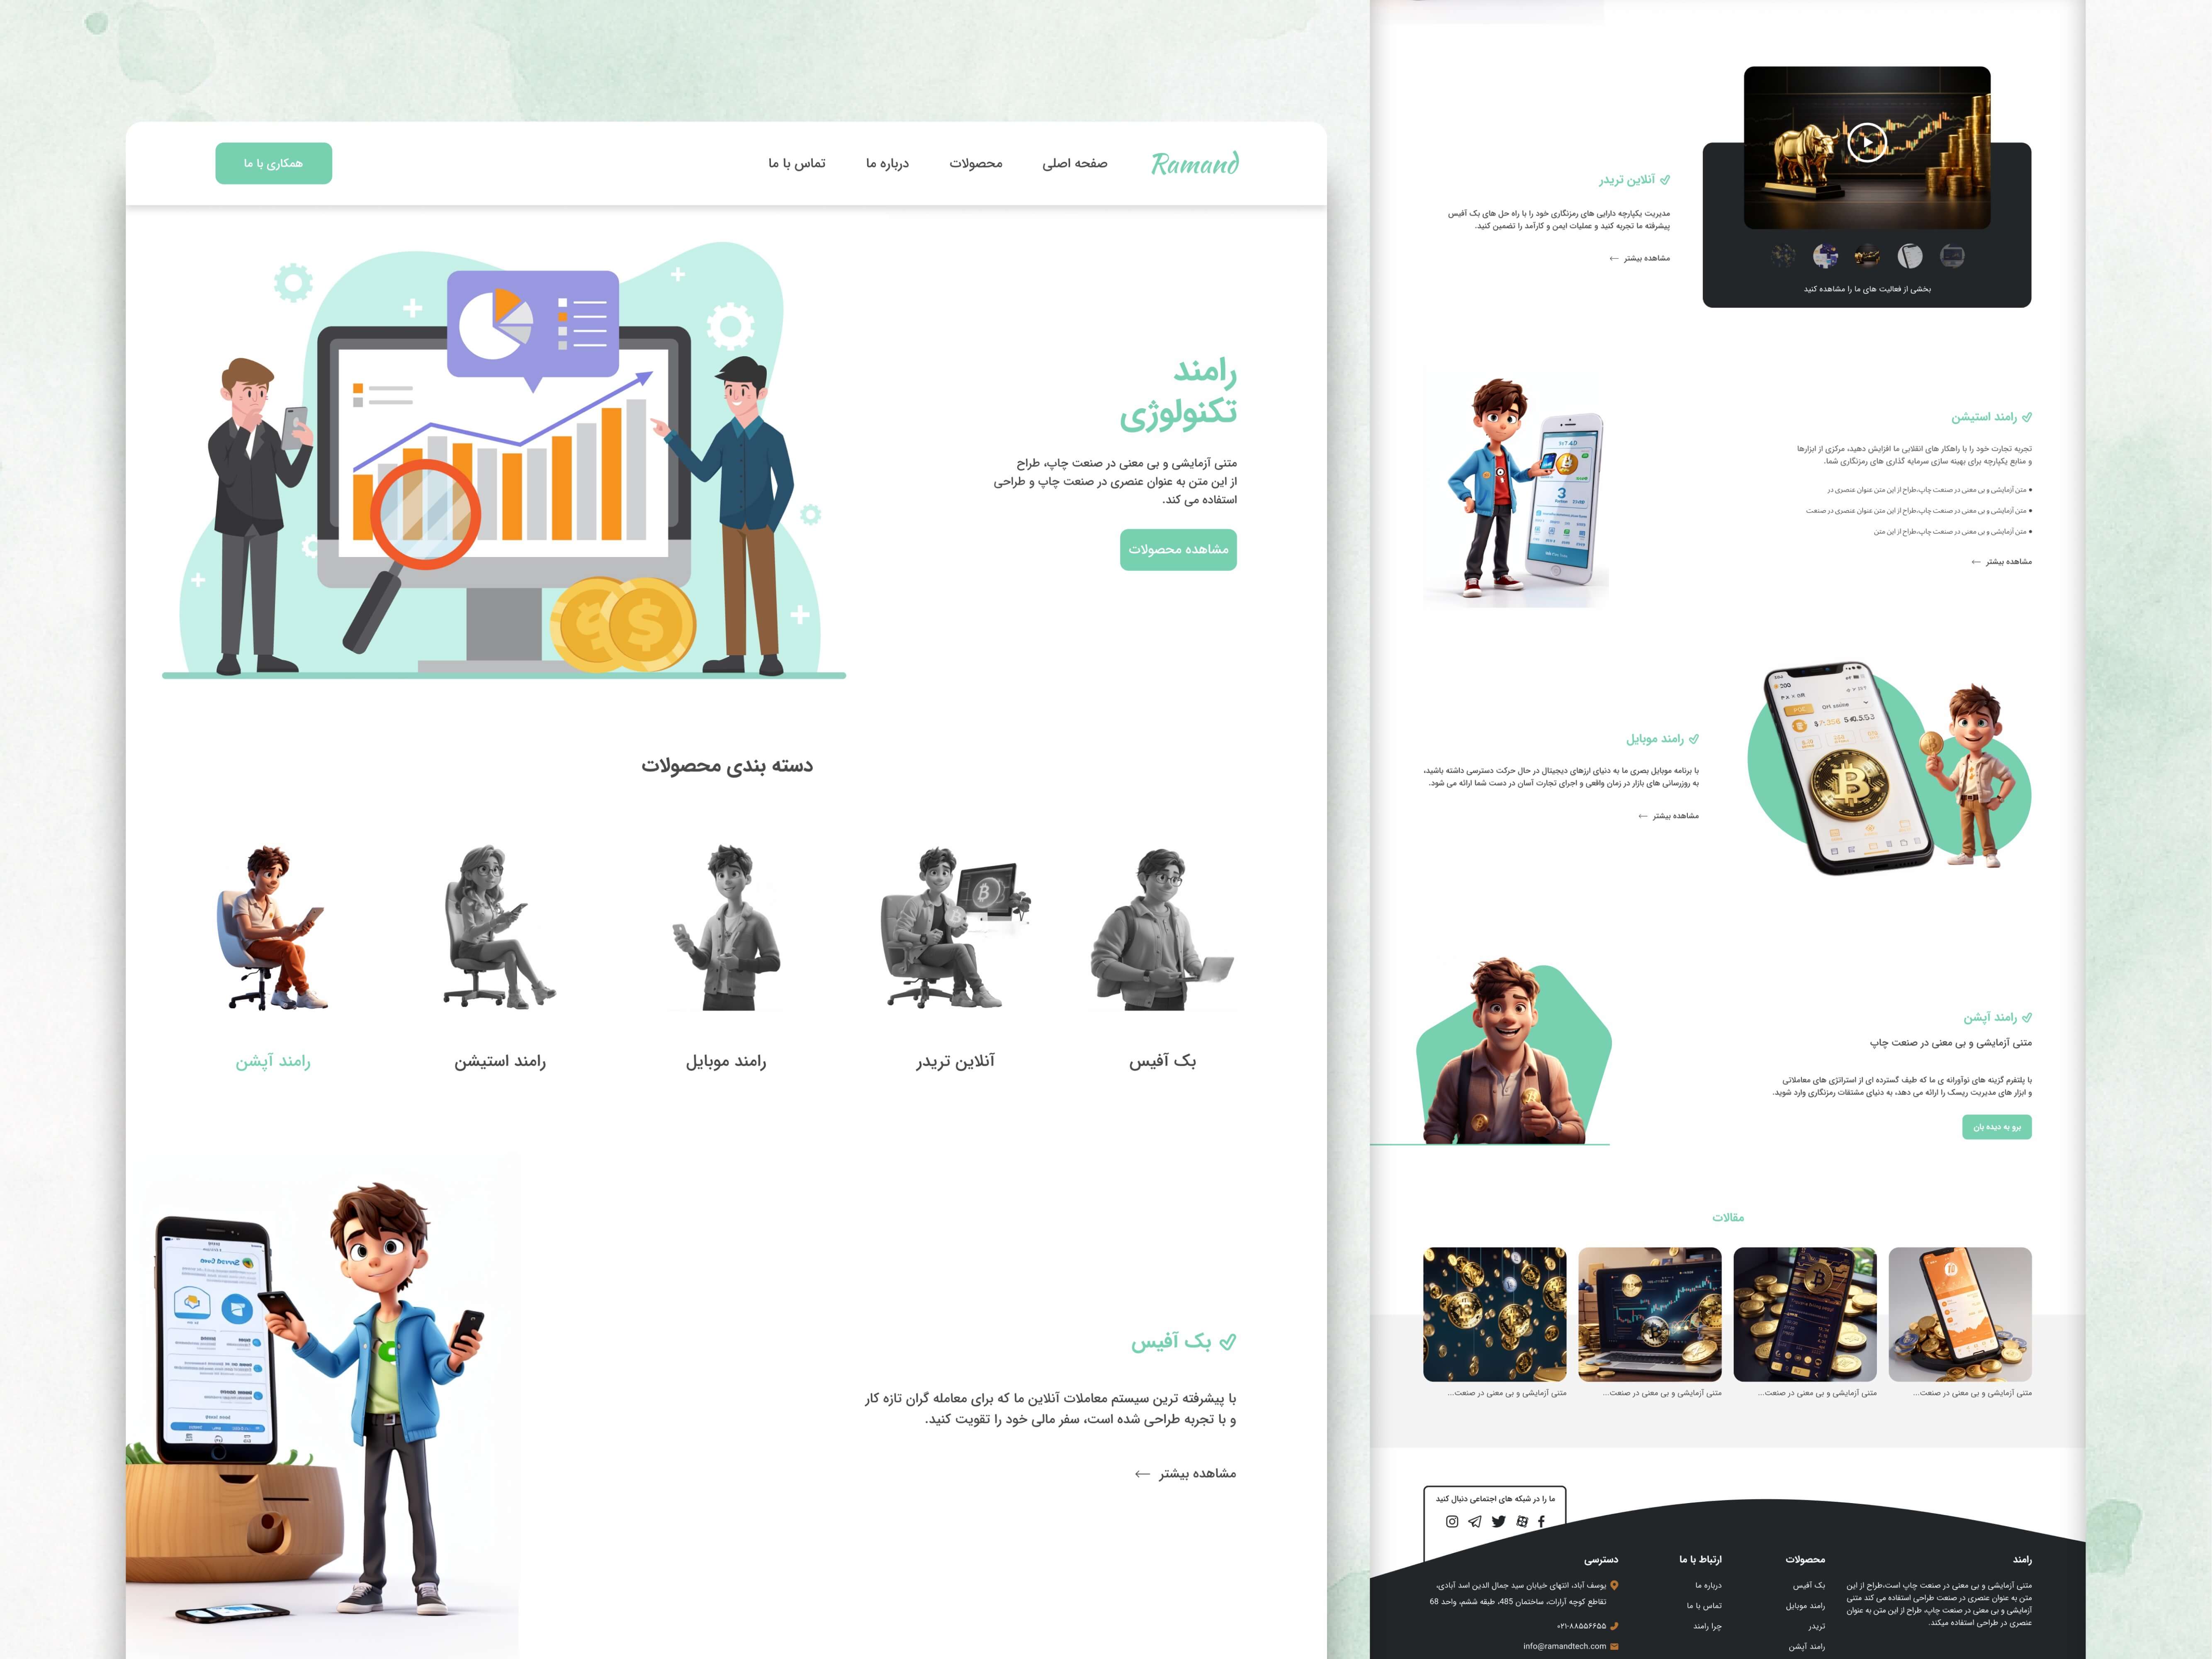 Ramand
صفحه اصلی
محصولات
درباره ما
تماس با ما
همکاری با ما
رامند
تکنولوژی
متنی آزمایشی و بی معنی در صنعت چاپ، طراح
از این متن به عنوان عنصری در صنعت چاپ و طراحی
استفاده می کند.
مشاهده محصولات
دسته بندی محصولات
بک آفیس
آنلاین تریدر
رامند موبایل
رامند استیشن
رامند آپشن
بک آفیس
با پیشرفته ترین سیستم معاملات آنلاین ما که برای معامله گران تازه کار
و با تجربه طراحی شده است، سفر مالی خود را تقویت کنید.
مشاهده بیشتر
بخشی از فعالیت های ما را مشاهده کنید
آنلاین تریدر
مدیریت یکپارچه دارایی های رمزنگاری خود را با راه حل های بک آفیس
پیشرفته ما تجربه کنید و عملیات ایمن و کارآمد را تضمین کنید.
مشاهده بیشتر
رامند استیشن
تجربه تجارت خود را با راهکار های انقلابی ما افزایش دهید، مرکزی از ابزارها
و منابع یکپارچه برای بهینه سازی سرمایه گذاری های رمزنگاری شما.
• متن آزمایشی و بی معنی در صنعت چاپ،طراح از این متن عنوان عنصری در
• متن آزمایشی و بی معنی در صنعت چاپ،طراح از این متن عنوان عنصری در صنعت
• متن آزمایشی و بی معنی در صنعت چاپ،طراح از این متن
مشاهده بیشتر
رامند موبایل
با برنامه موبایل بصری ما به دنیای ارزهای دیجیتال در حال حرکت دسترسی داشته باشید،
به روزرسانی های بازار در زمان واقعی و اجرای تجارت آسان در دست شما ارائه می شود.
مشاهده بیشتر
رامند آپشن
متنی آزمایشی و بی معنی در صنعت چاپ
با پلتفرم گزینه های نوآورانه ی ما که طیف گسترده ای از استراتژی های معاملاتی
و ابزار های مدیریت ریسک را ارائه می دهد، به دنیای مشتقات رمزنگاری وارد شوید.
برو به دیده بان
مقالات
متنی آزمایشی و بی معنی در صنعت...
متنی آزمایشی و بی معنی در صنعت...
متنی آزمایشی و بی معنی در صنعت...
متنی آزمایشی و بی معنی در صنعت...
ما را در شبکه های اجتماعی دنبال کنید
رامند
متنی آزمایشی و بی معنی در صنعت چاپ است،طراح از این
متن به عنوان عنصری در صنعت طراحی استفاده می کند متنی
آزمایشی و بی معنی در صنعت چاپ، طراح از این متن به عنوان
عنصری در طراحی استفاده میکند.
محصولات
بک آفیس
رامند موبایل
تریدر
رامند آپشن
ارتباط با ما
درباره ما
تماس با ما
چرا رامند
دسترسی
یوسف آباد، انتهای خیابان سید جمال الدین اسد آبادی،
تقاطع کوچه آرارات، ساختمان 485، طبقه ششم، واحد 68
۰۲۱-۸۸۵۵۶۶۵۵
info@ramandtech.com